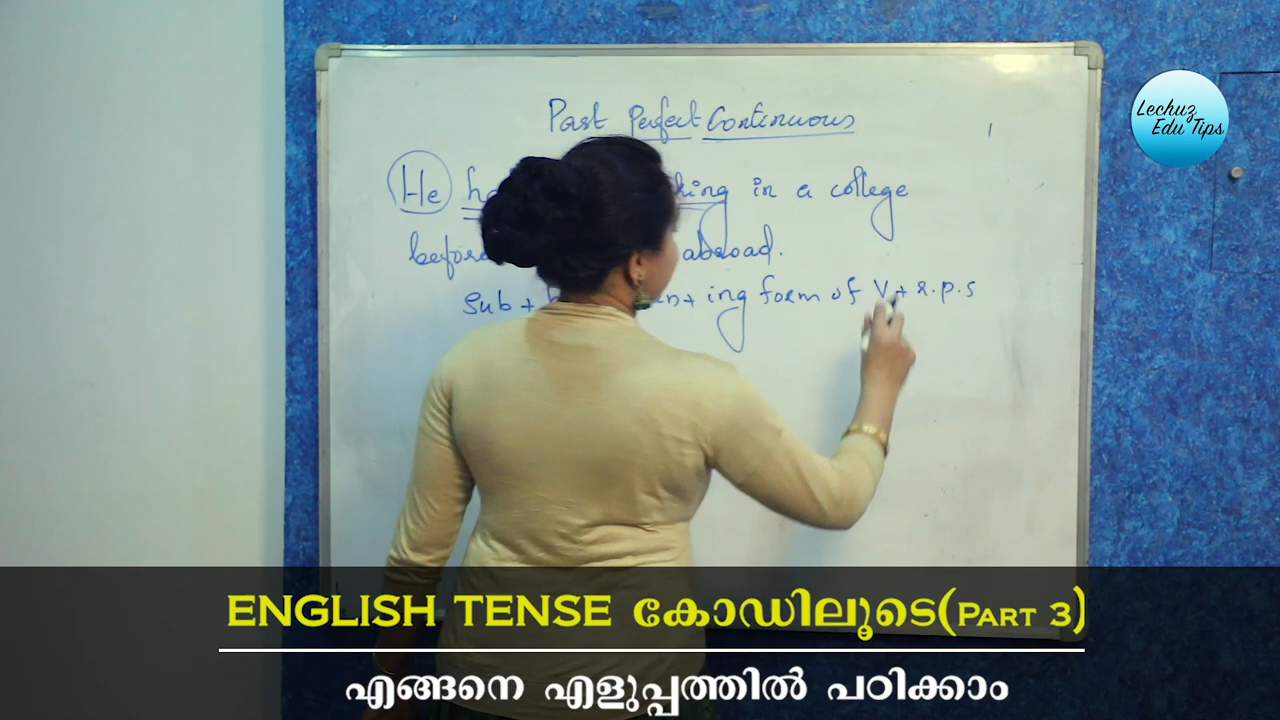 Past Perfect Continuous
He in a college
abroad.
Sub + + ing form of V + r.p.s
Lechuz
Edu Tips
ENGLISH TENSE കോഡിലൂടെ(Part 3)
എങ്ങനെ എളുപ്പത്തിൽ പഠിക്കാം